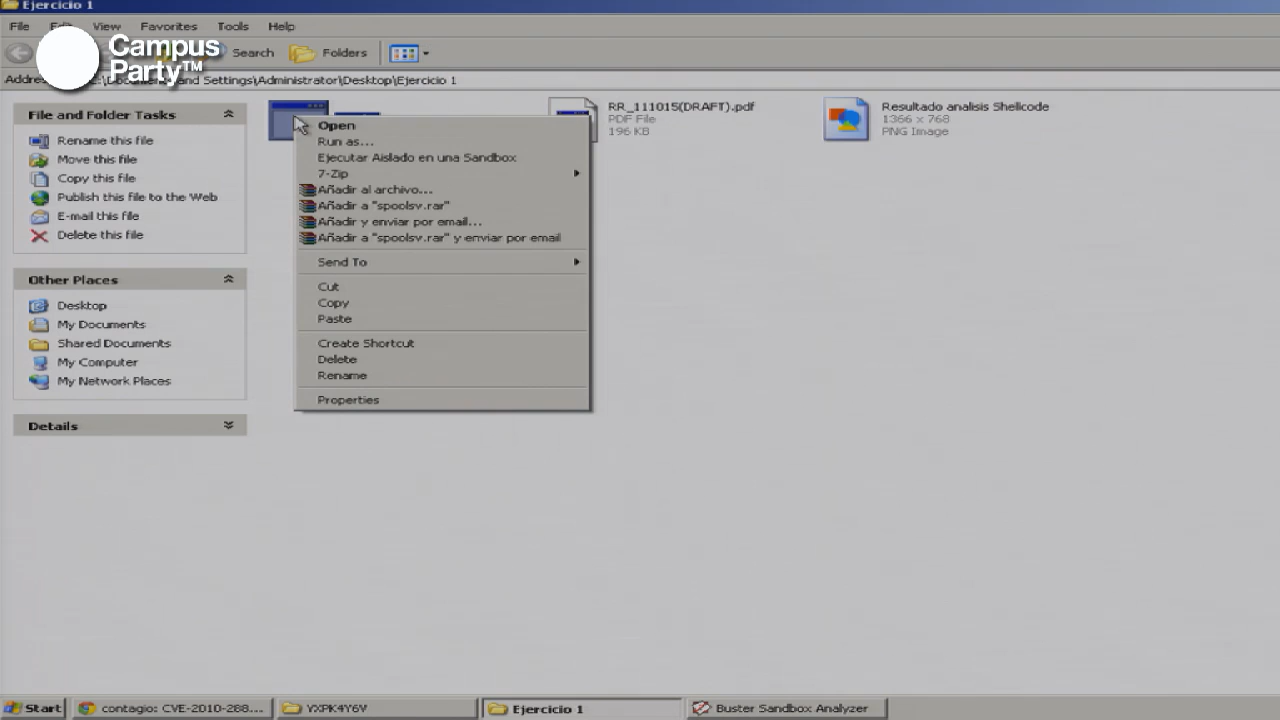 Ejercicio 1
File Edit View Favorites Tools Help
Search Folders
Campus
Party™
\Documents and Settings\Administrator\Desktop\Ejercicio 1
File and Folder Tasks
Rename this file
Move this file
Copy this file
Publish this file to the Web
E-mail this file
Delete this file
Other Places
Desktop
My Documents
Shared Documents
My Computer
My Network Places
Details
Open
Run as...
Ejecutar Aislado en una Sandbox
7-Zip
Añadir al archivo...
Añadir a "spoolsv.rar"
Añadir y enviar por email...
Añadir a "spoolsv.rar" y enviar por email
Send To
Cut
Copy
Paste
Create Shortcut
Delete
Rename
Properties
RR_111015(DRAFT).pdf
PDF File
196 KB
Resultado analisis Shellcode
1366 x 768
PNG Image
Start
contagio: CVE-2010-288...
YXPK4Y6V
Ejercicio 1
Buster Sandbox Analyzer